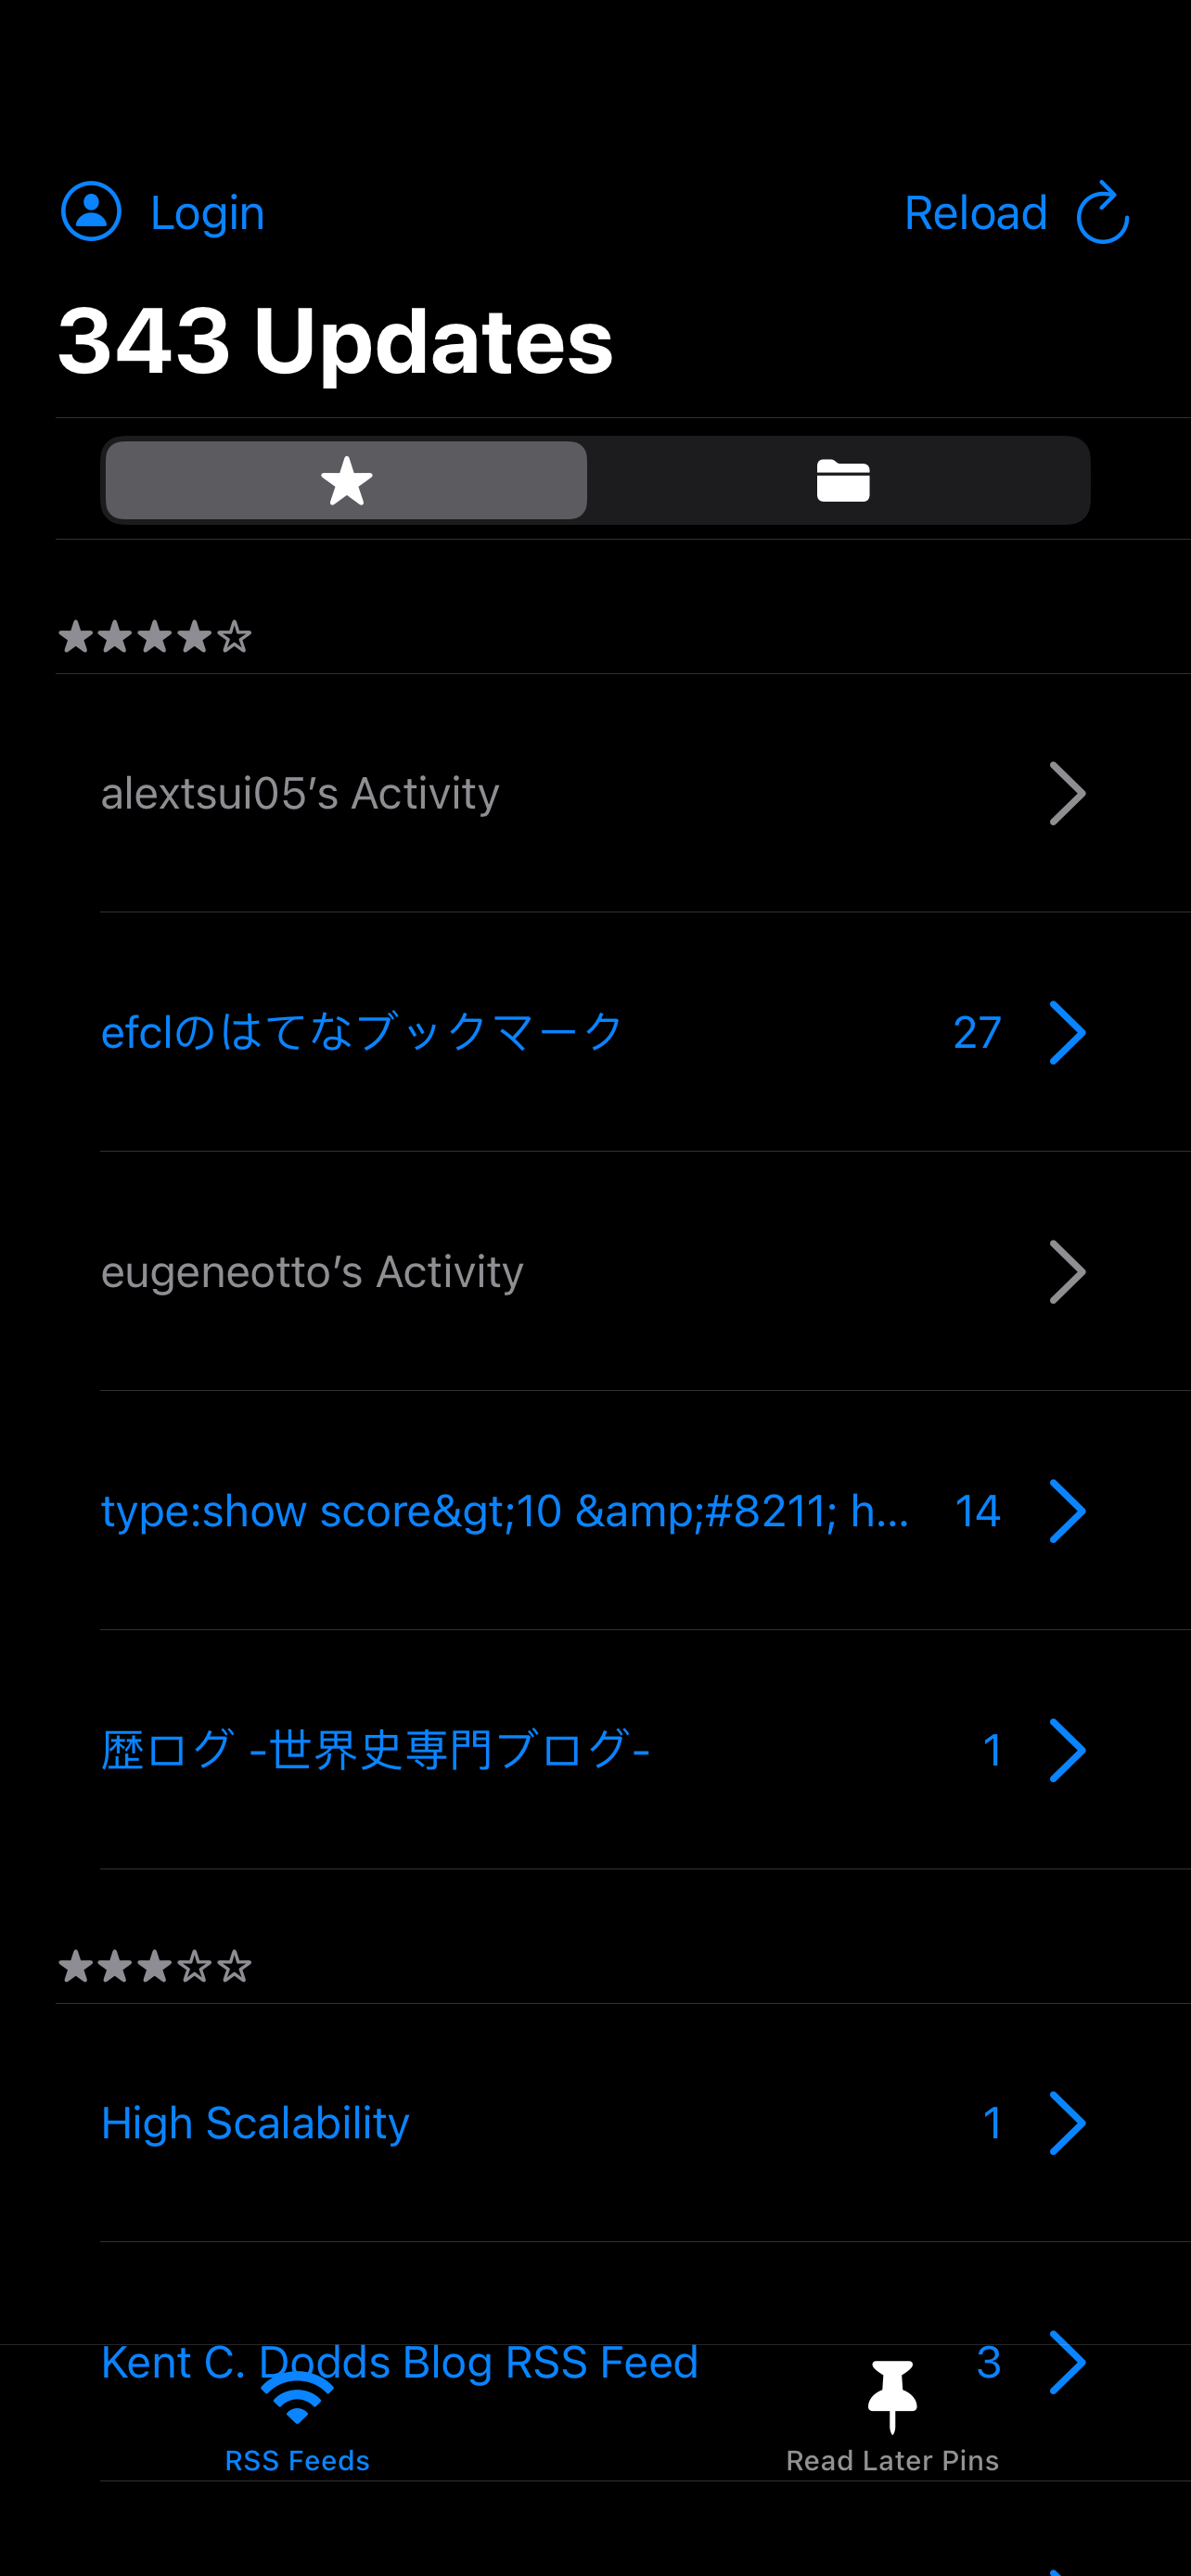 Login
Reload
343 Updates
★★★★☆
alextsui05’s Activity
efclのはてなブックマーク 27
eugeneotto’s Activity
type:show score&gt;10 &amp;#8211; h... 14
歴ログ -世界史専門ブログ- 1
★★★☆☆
High Scalability 1
Kent C. Dodds Blog RSS Feed 3
RSS Feeds
Read Later Pins